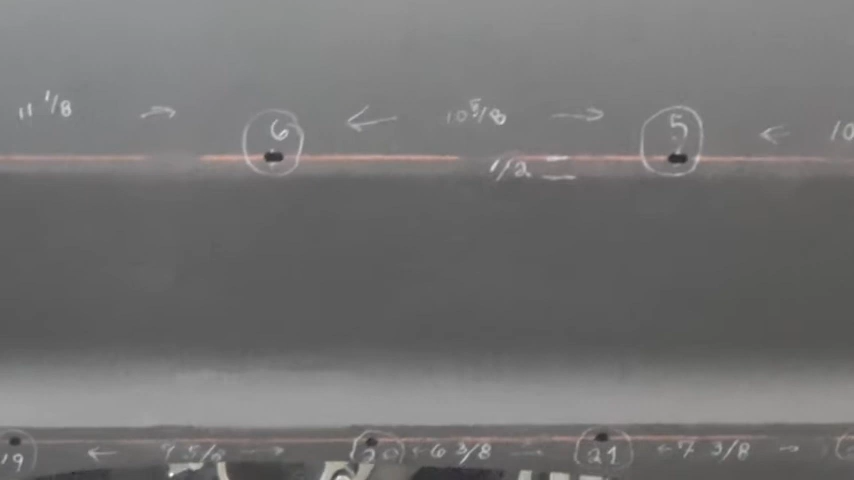 11 1/8 → 6 ← 10 5/8 → 5 ← 10
1/2
19 ← 9 5/8 → 20 ← 6 3/8 → 21 ← 7 3/8 →